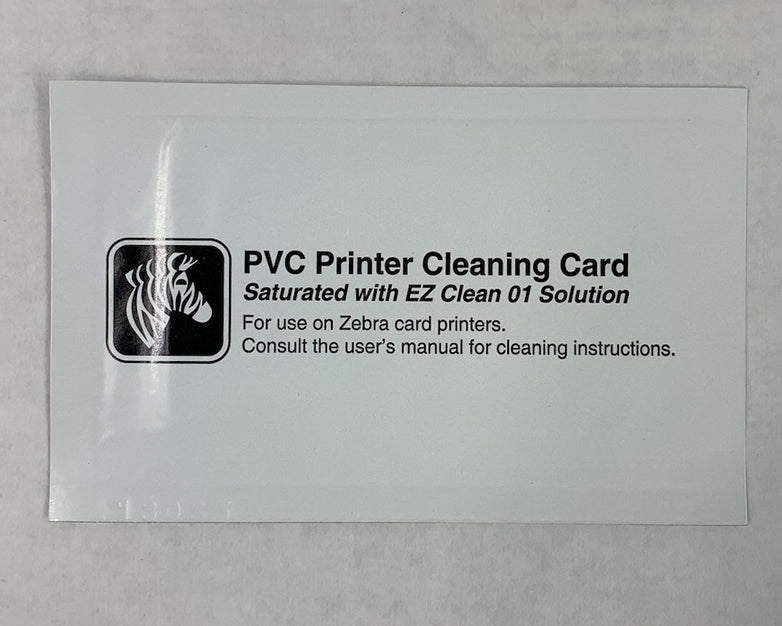 PVC Printer Cleaning Card
Saturated with EZ Clean 01 Solution
For use on Zebra card printers.
Consult the user's manual for cleaning instructions.